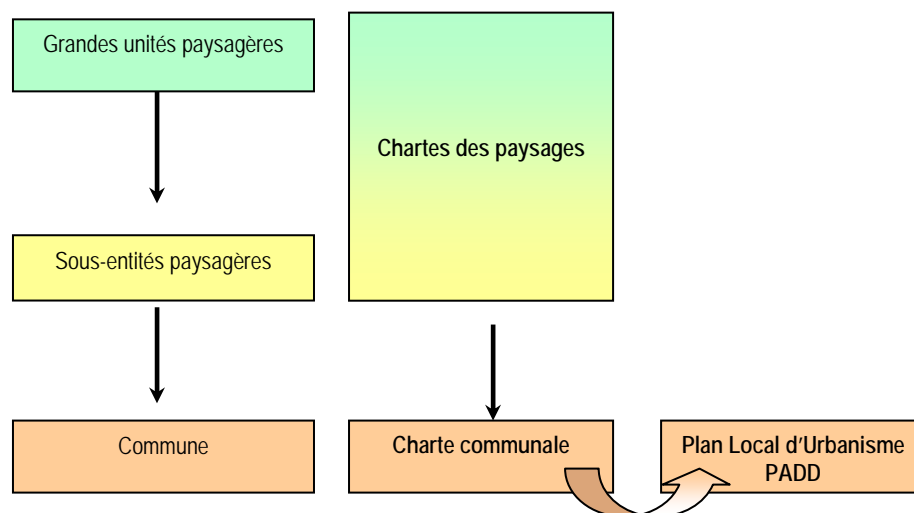 Grandes unités paysagères
Chartes des paysages
Sous-entités paysagères
Commune
Charte communale
Plan Local d'Urbanisme
PADD